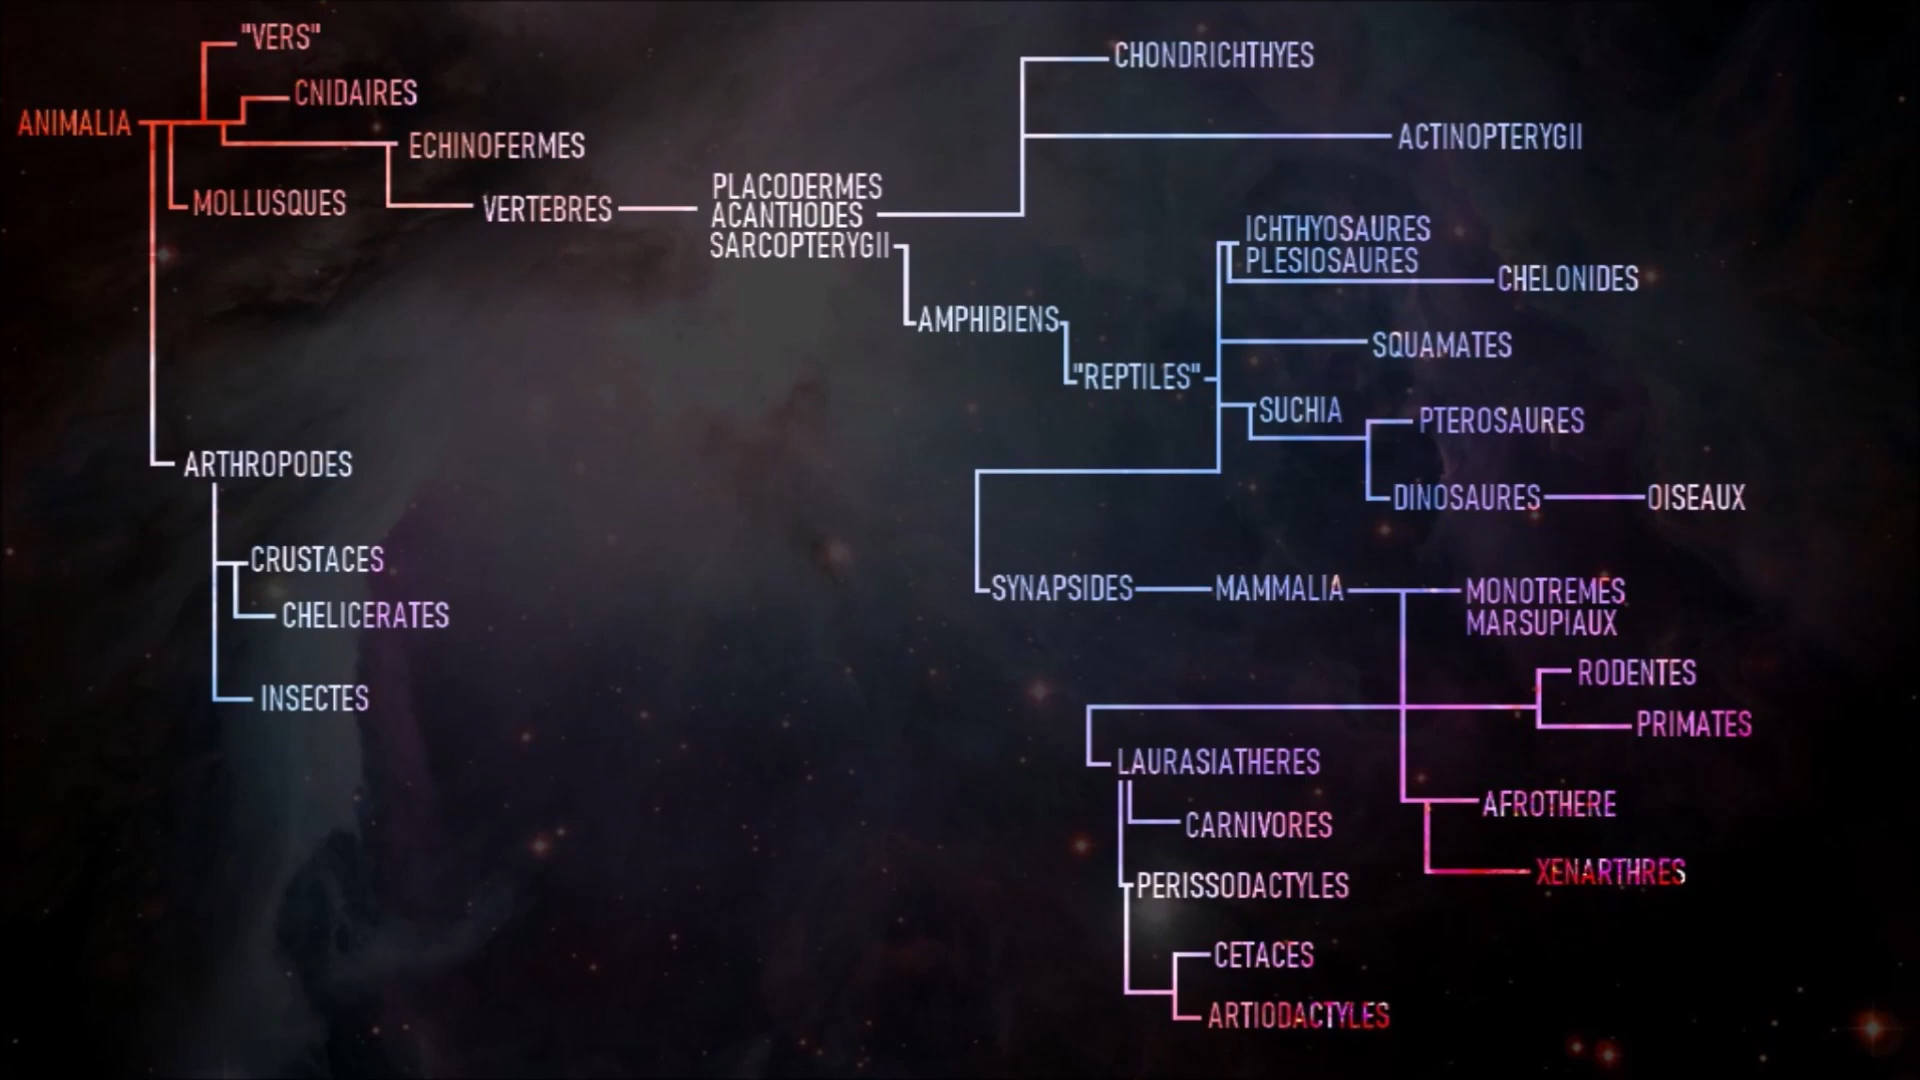 "VERS"
CNIDAIRES
ANIMALIA
ECHINOFERMES
MOLLUSQUES
VERTEBRES
PLACODERMES
ACANTHODES
SARCOPTERYGII
CHONDRICHTHYES
ACTINOPTERYGII
ICHTHYOSAURES
PLESIOSAURES
CHELONIDES
AMPHIBIENS
SQUAMATES
"REPTILES"
SUCHIA
PTEROSAURES
DINOSAURES
OISEAUX
ARTHROPODES
CRUSTACES
CHELICERATES
INSECTES
SYNAPSIDES
MAMMALIA
MONOTREMES
MARSUPIAUX
RODENTES
PRIMATES
LAURASIATHERES
AFROTHERE
CARNIVORES
XENARTHRES
PERISSODACTYLES
CETACES
ARTIODACTYLES